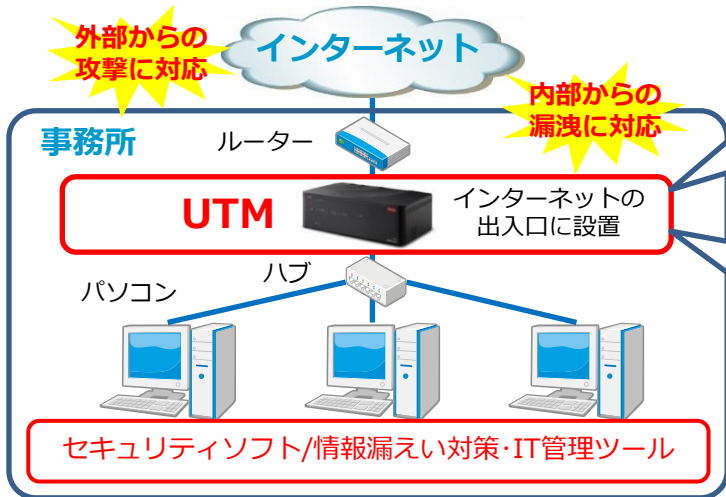 外部からの
攻撃に対応
インターネット
内部からの
漏洩に対応
事務所
ルーター
UTM
インターネットの
出入口に設置
ハブ
パソコン
セキュリティソフト/情報漏えい対策・IT管理ツール